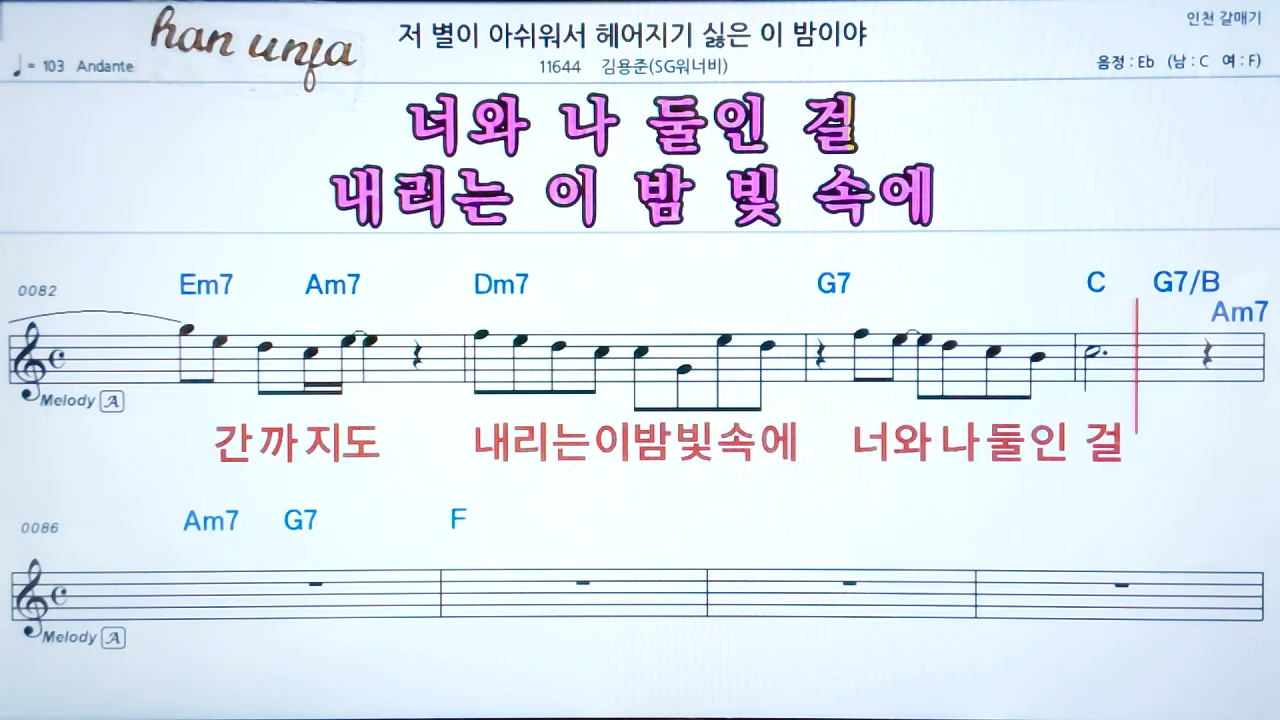 han unfa
저 별이 아쉬워서 헤어지기 싫은 이 밤이야
인천 갈매기
♩= 103 Andante
11644 김용준(SG워너비)
음정 : Eb (남 : C 여 : F)
너와 나 둘인 걸
내리는 이 밤 빛 속에
0082 Em7 Am7 Dm7 G7 C G7/B Am7
Melody A
간까지도 내리는이밤빛속에 너와나둘인 걸
0086 Am7 G7 F
Melody A